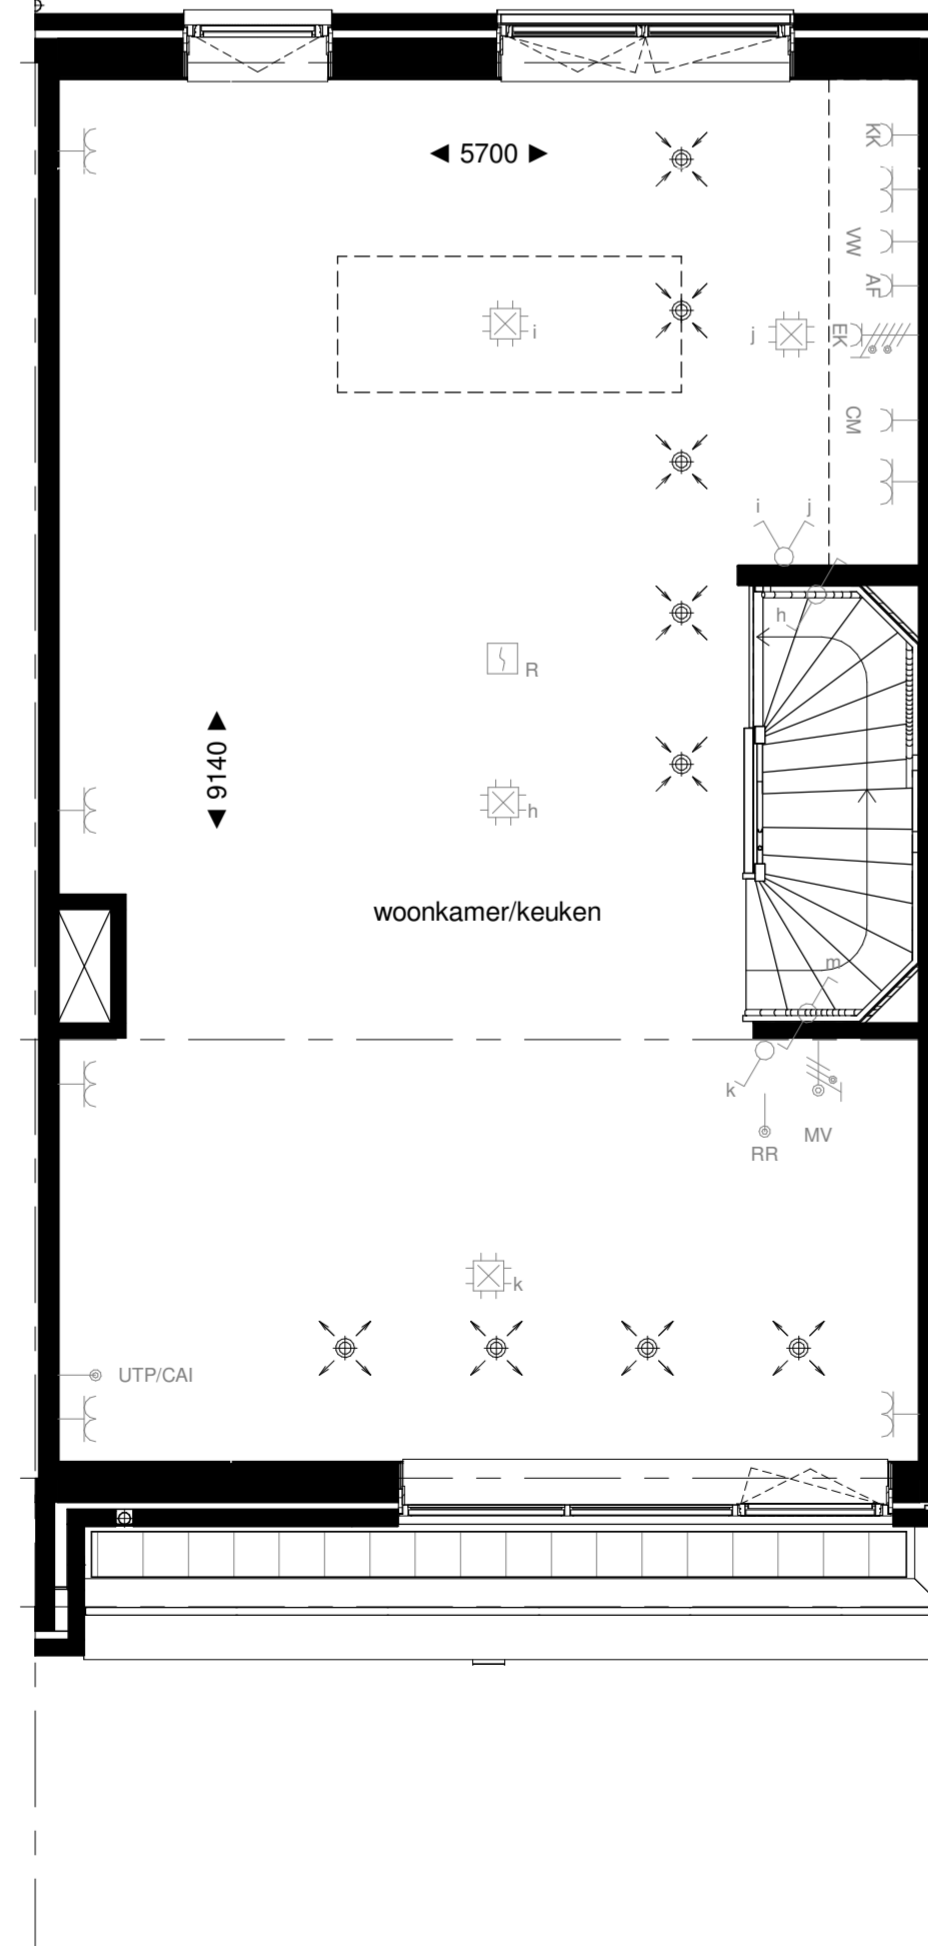 KK
◀ 5700 ▶
VW
AF
i
j
EK
CM
i
j
h
R
◀ 9140 ▶
h
woonkamer/keuken
m
k
MV
RR
k
UTP/CAI